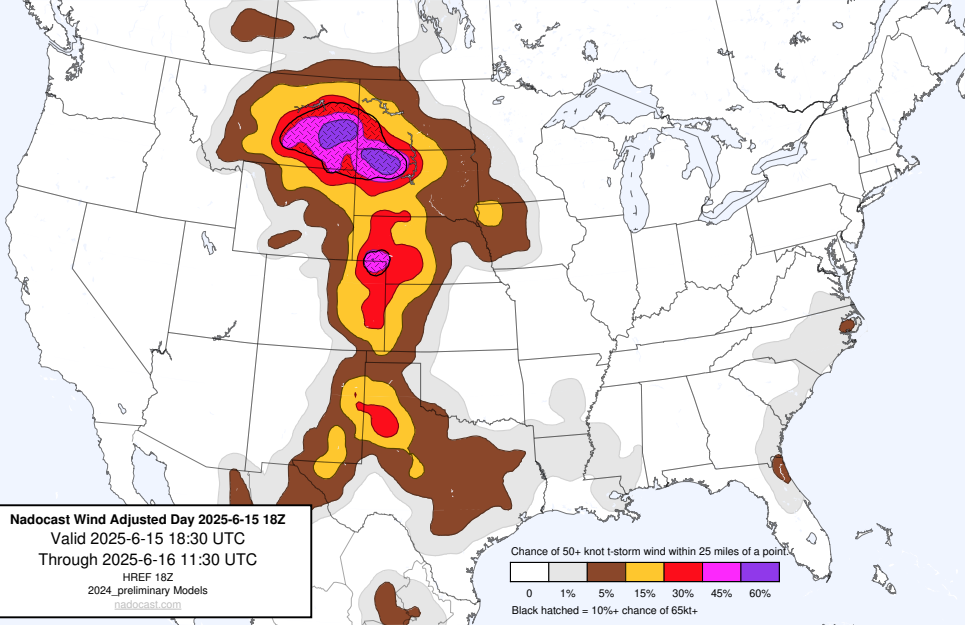 Nadocast Wind Adjusted Day 2025-6-15 18Z
Valid 2025-6-15 18:30 UTC
Through 2025-6-16 11:30 UTC
HREF 18Z
2024_preliminary Models
nadocast.com
Chance of 50+ knot t-storm wind within 25 miles of a point.
0 1% 5% 15% 30% 45% 60%
Black hatched = 10%+ chance of 65kt+